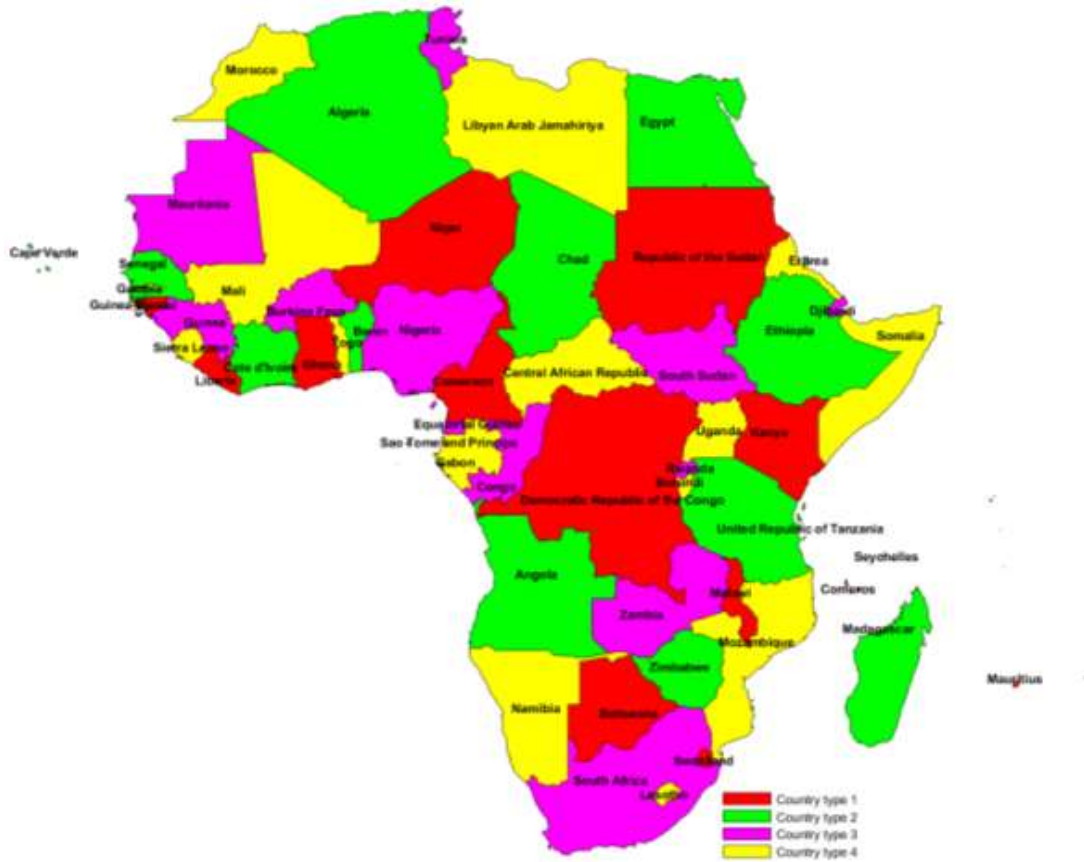 Tunisia
Morocco
Algeria
Libyan Arab Jamahiriya
Egypt
Mauritania
Niger
Cape Verde
Chad
Republic of the Sudan
Eritrea
Senegal
Gambia
Mali
Guinea-Bissau
Djibouti
Burkina Faso
Guinea
Benin
Nigeria
Ethiopia
Somalia
Togo
Sierra Leone
Cote d'Ivoire
Ghana
Central African Republic
South Sudan
Liberia
Cameroon
Equatorial Guinea
Uganda
Kenya
Sao Tome and Principe
Gabon
Rwanda
Burundi
Congo
Democratic Republic of the Congo
United Republic of Tanzania
Seychelles
Angola
Malawi
Comoros
Zambia
Madagascar
Mozambique
Zimbabwe
Mauritius
Namibia
Botswana
Swaziland
South Africa
Lesotho
Country type 1
Country type 2
Country type 3
Country type 4